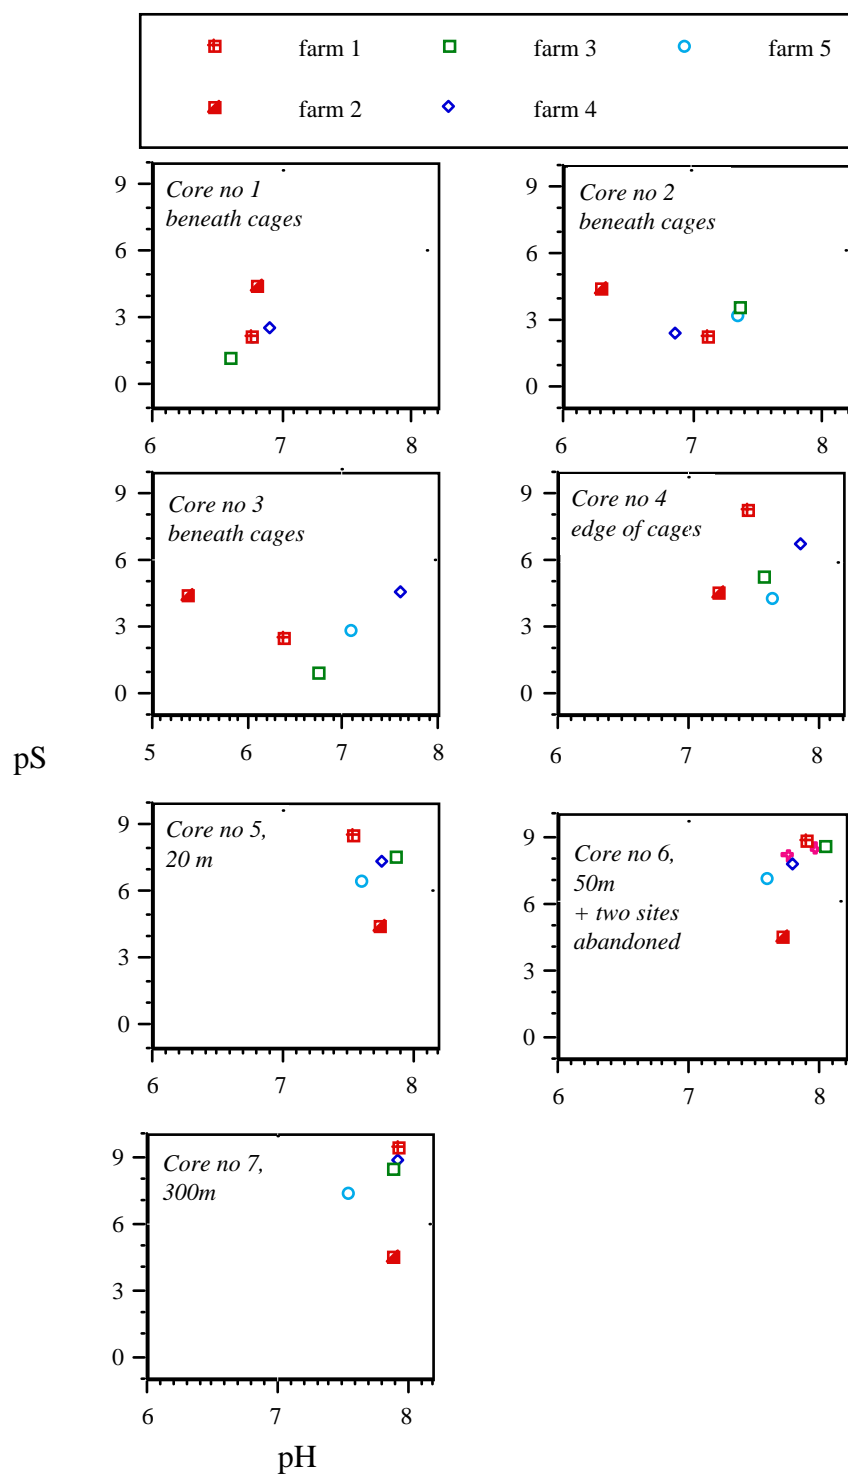 farm 1 farm 3 farm 5
farm 2 farm 4
Core no 1
beneath cages
9
6
3
0
6 7 8
Core no 2
beneath cages
9
6
3
0
6 7 8
Core no 3
beneath cages
9
6
3
0
5 6 7 8
Core no 4
edge of cages
9
6
3
0
6 7 8
pS
Core no 5,
20 m
9
6
3
0
6 7 8
Core no 6,
50m
+ two sites
abandoned
9
6
3
0
6 7 8
Core no 7,
300m
9
6
3
0
6 7 8
pH